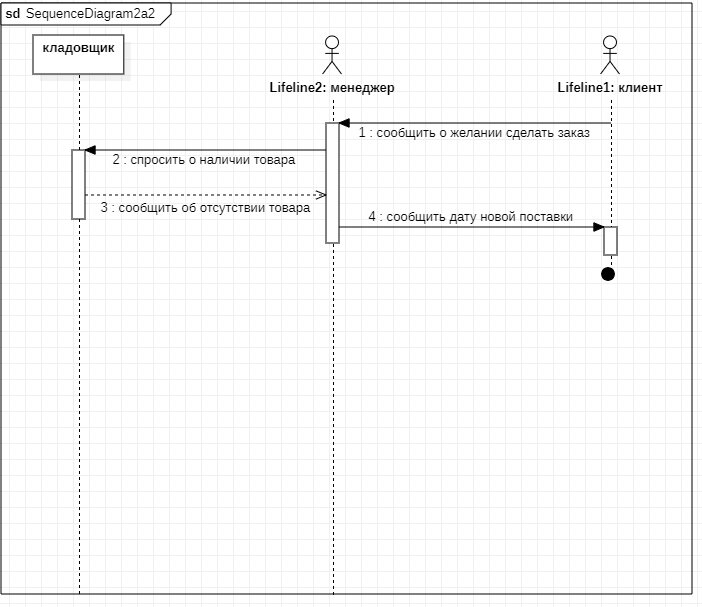 sd SequenceDiagram2a2
кладовщик
Lifeline2: менеджер
Lifeline1: клиент
1 : сообщить о желании сделать заказ
2 : спросить о наличии товара
3 : сообщить об отсутствии товара
4 : сообщить дату новой поставки